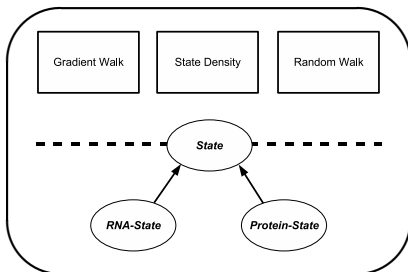 Gradient Walk
State Density
Random Walk
State
RNA-State
Protein-State